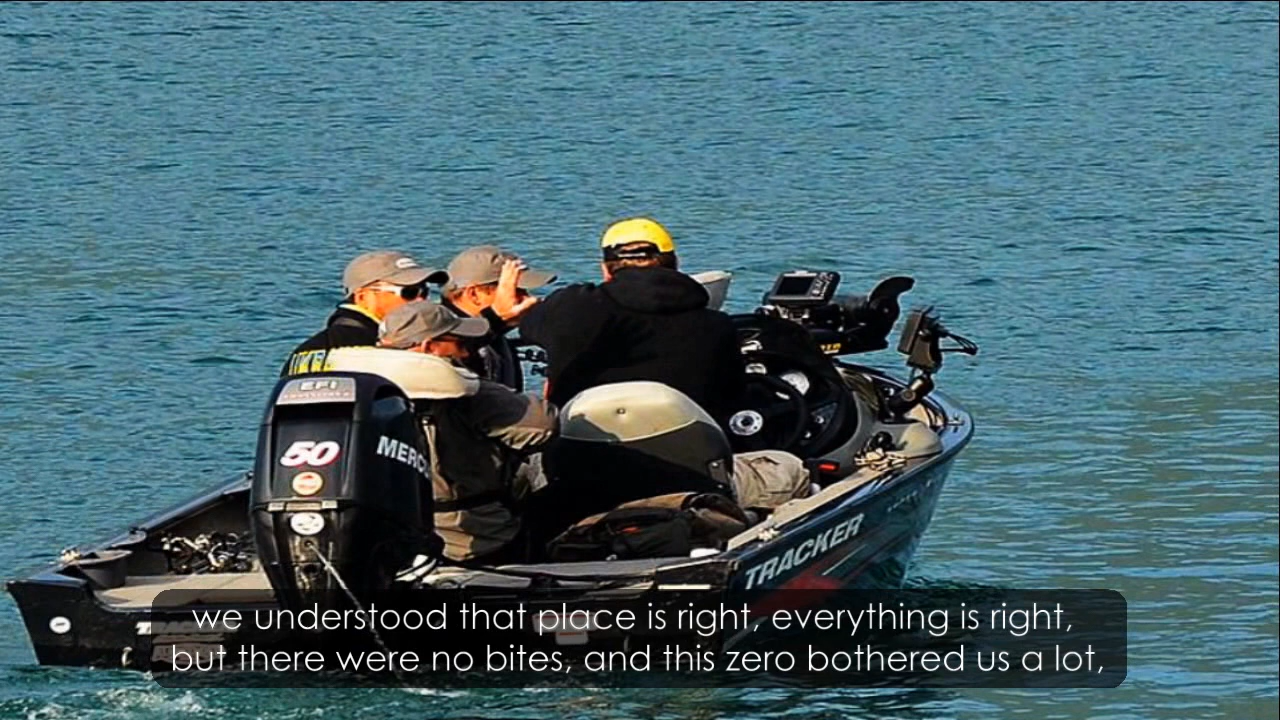 EFI
50
MERC
TRACKER
we understood that place is right, everything is right,
but there were no bites, and this zero bothered us a lot,